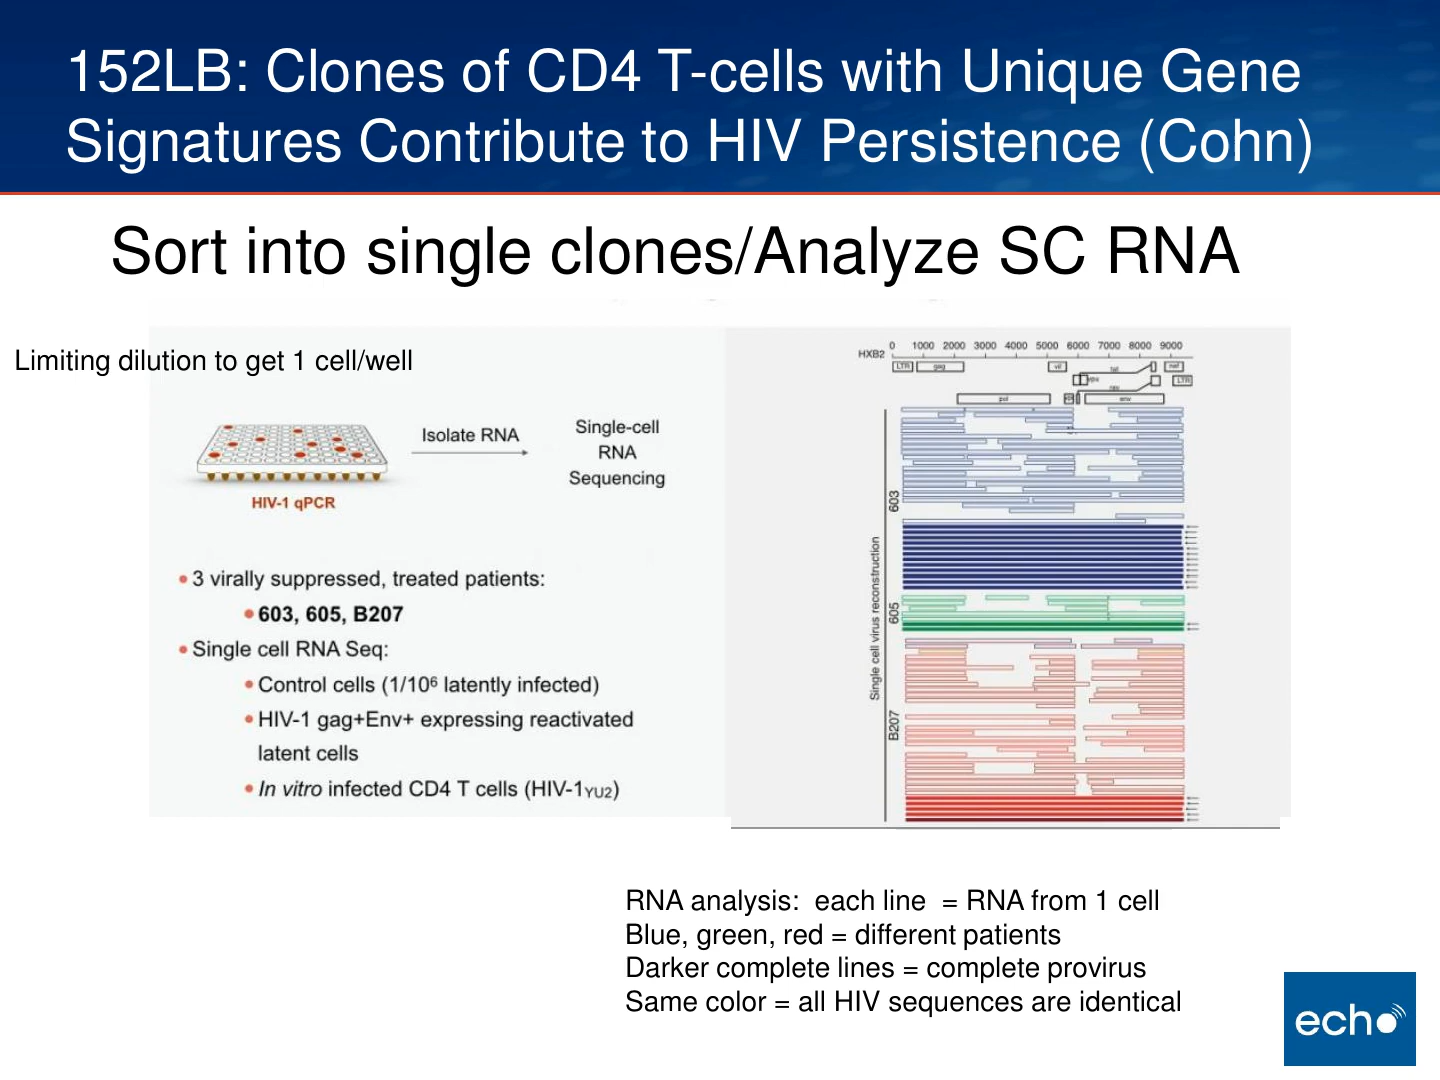 152LB: Clones of CD4 T-cells with Unique Gene
Signatures Contribute to HIV Persistence (Cohn)
Sort into single clones/Analyze SC RNA
Limiting dilution to get 1 cell/well
Isolate RNA
Single-cell
RNA
Sequencing
HIV-1 qPCR
• 3 virally suppressed, treated patients:
• 603, 605, B207
• Single cell RNA Seq:
• Control cells (1/10⁶ latently infected)
• HIV-1 gag+Env+ expressing reactivated
latent cells
• In vitro infected CD4 T cells (HIV-1YU2)
0 1000 2000 3000 4000 5000 6000 7000 8000 9000
HXB2
LTR gag vif tat nef
vpu rev LTR
pol env
Single cell virus reconstruction
603
605
B207
RNA analysis: each line = RNA from 1 cell
Blue, green, red = different patients
Darker complete lines = complete provirus
Same color = all HIV sequences are identical
echo